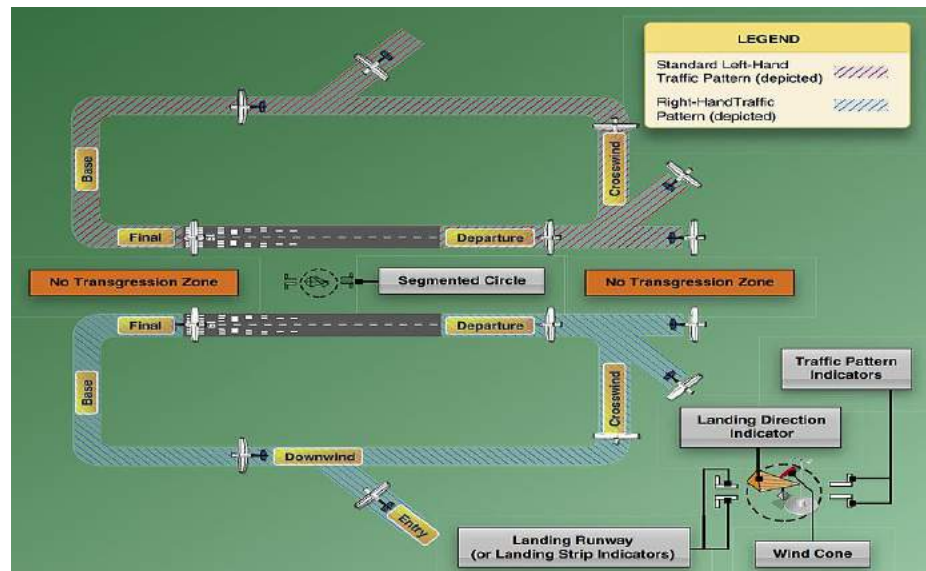 LEGEND
Standard Left-Hand
Traffic Pattern (depicted)
Right-HandTraffic
Pattern (depicted)
Base
Crosswind
Final
Departure
No Transgression Zone
Segmented Circle
No Transgression Zone
Final
Departure
Base
Crosswind
Downwind
Entry
Traffic Pattern
Indicators
Landing Direction
Indicator
Landing Runway
(or Landing Strip Indicators)
Wind Cone